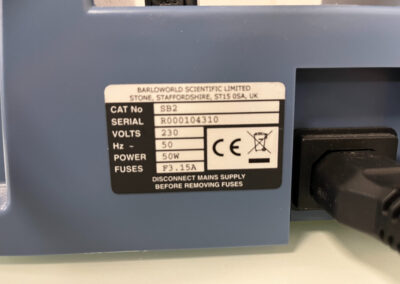 BARLOWORLD SCIENTIFIC LIMITED
STONE, STAFFORDSHIRE, ST15 0SA, UK
CAT No SB2
SERIAL R000104310
VOLTS 230
Hz ~ 50
POWER 50W
FUSES F3.15A
CE
DISCONNECT MAINS SUPPLY
BEFORE REMOVING FUSES